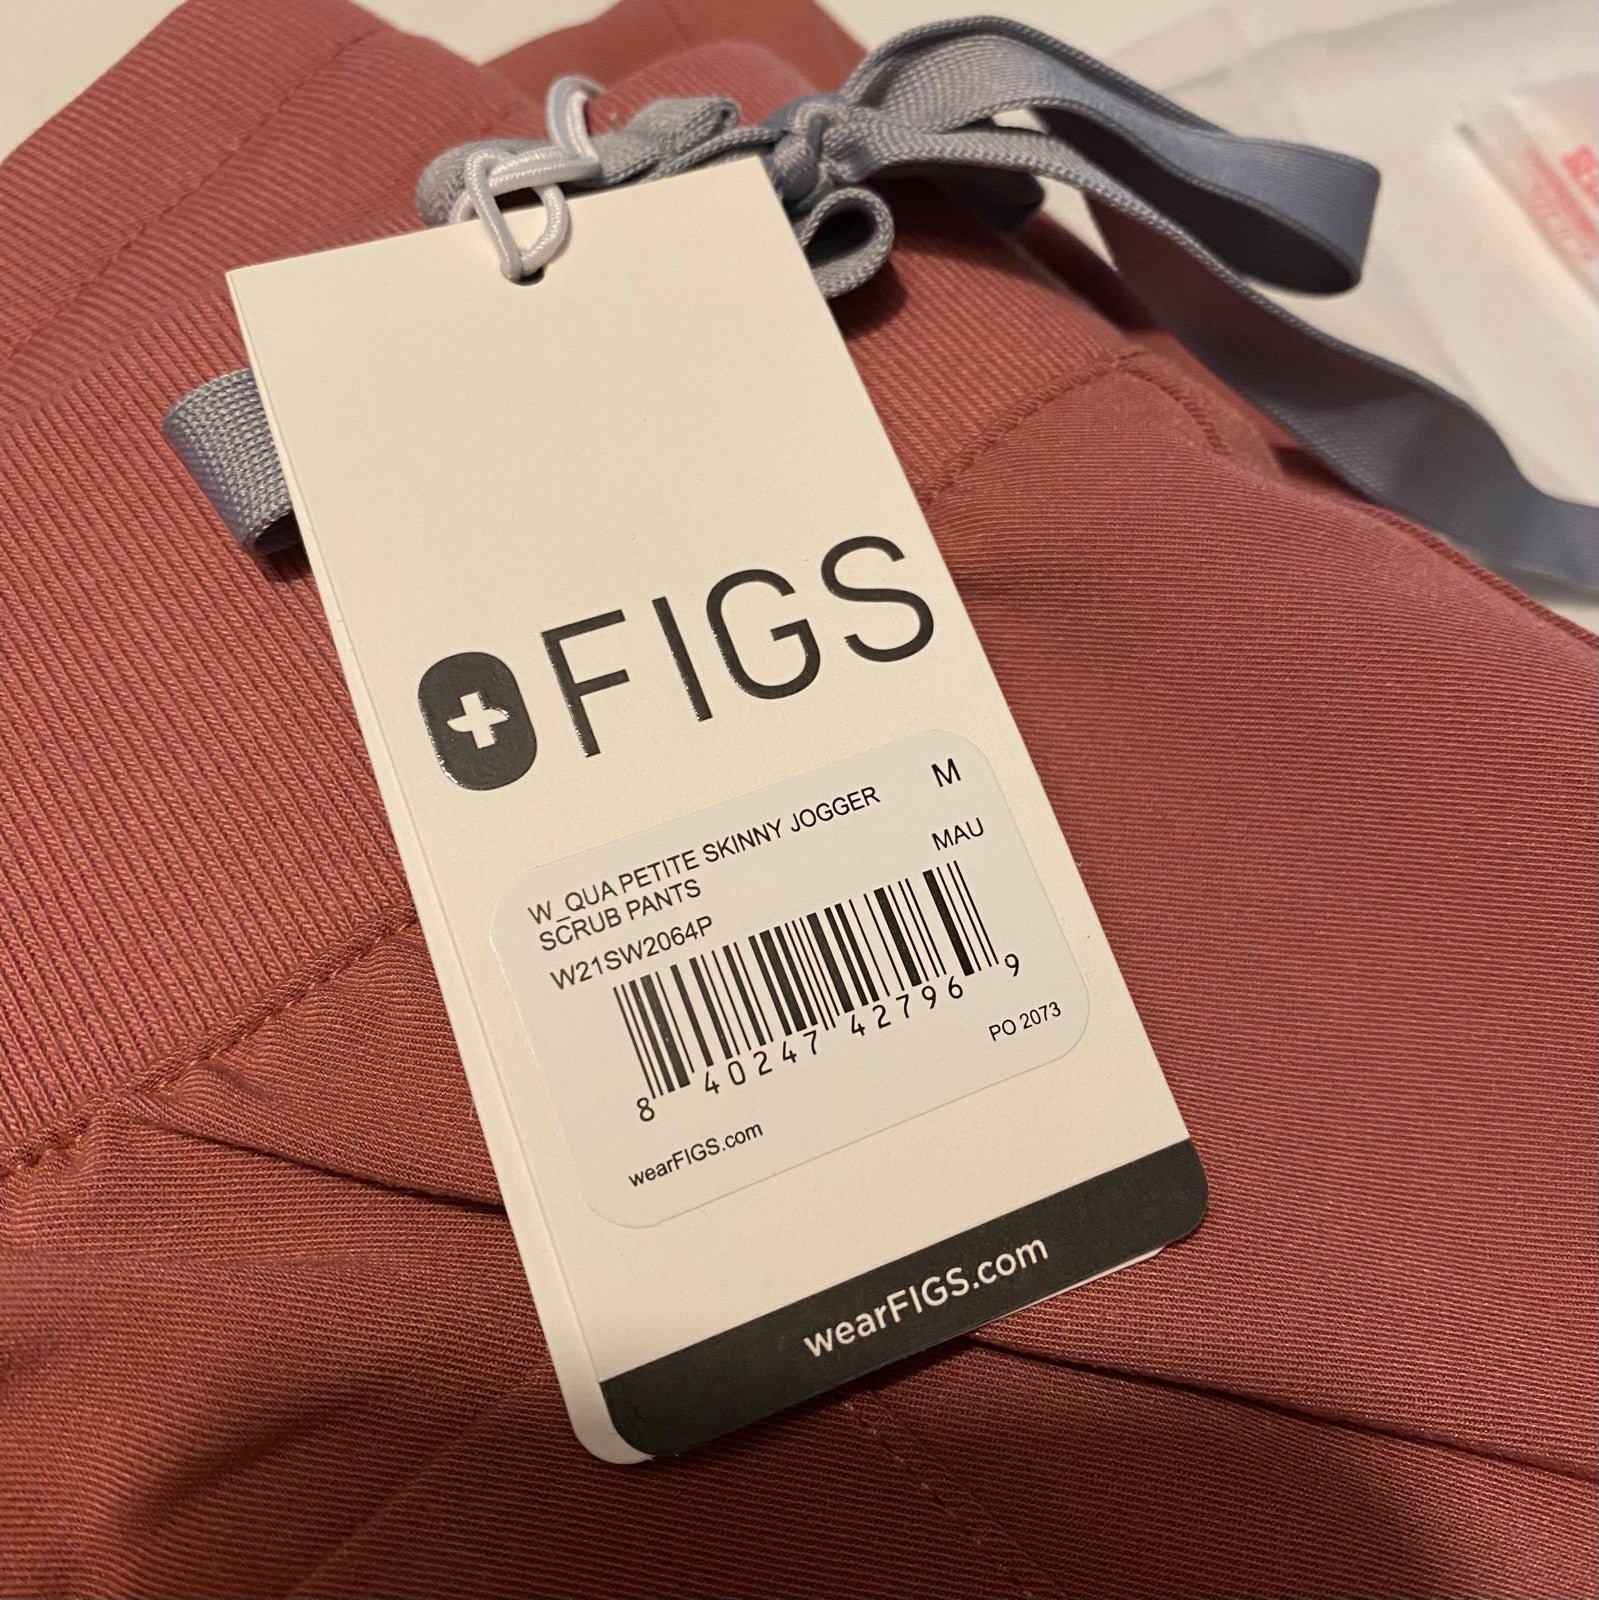 FIGS
W_QUA PETITE SKINNY JOGGER M
SCRUB PANTS MAU
W21SW2064P
8 40247 42796 9
PO 2073
wearFIGS.com
wearFIGS.com